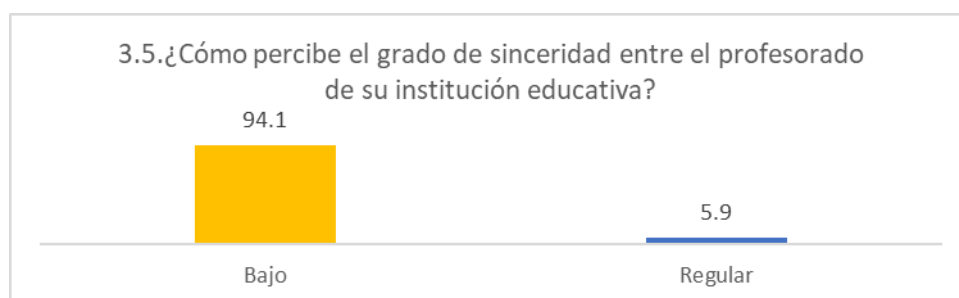 3.5.¿Cómo percibe el grado de sinceridad entre el profesorado
de su institución educativa?
94.1
5.9
Bajo
Regular